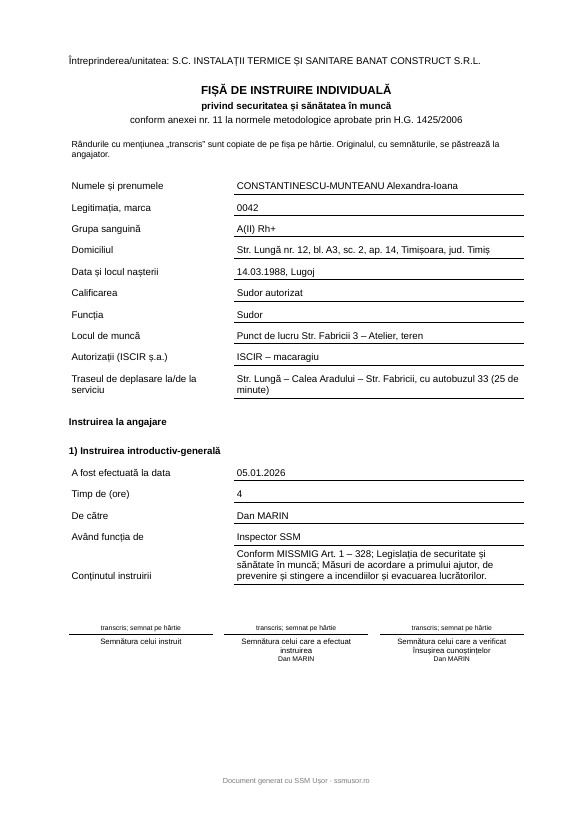 Întreprinderea/unitatea: S.C. INSTALAȚII TERMICE ȘI SANITARE BANAT CONSTRUCT S.R.L.
FIȘĂ DE INSTRUIRE INDIVIDUALĂ
privind securitatea și sănătatea în muncă
conform anexei nr. 11 la normele metodologice aprobate prin H.G. 1425/2006
Rândurile cu mențiunea „transcris” sunt copiate de pe fișa pe hârtie. Originalul, cu semnăturile, se păstrează la
angajator.
Numele și prenumele CONSTANTINESCU-MUNTEANU Alexandra-Ioana
Legitimația, marca 0042
Grupa sanguină A(II) Rh+
Domiciliul Str. Lungă nr. 12, bl. A3, sc. 2, ap. 14, Timișoara, jud. Timiș
Data și locul nașterii 14.03.1988, Lugoj
Calificarea Sudor autorizat
Funcția Sudor
Locul de muncă Punct de lucru Str. Fabricii 3 – Atelier, teren
Autorizații (ISCIR ș.a.) ISCIR – macaragiu
Traseul de deplasare la/de la Str. Lungă – Calea Aradului – Str. Fabricii, cu autobuzul 33 (25 de
serviciu minute)
Instruirea la angajare
1) Instruirea introductiv-generală
A fost efectuată la data 05.01.2026
Timp de (ore) 4
De către Dan MARIN
Având funcția de Inspector SSM
Conform MISSMIG Art. 1 – 328; Legislația de securitate și
sănătate în muncă; Măsuri de acordare a primului ajutor, de
Conținutul instruirii prevenire și stingere a incendiilor și evacuarea lucrătorilor.
transcris; semnat pe hârtie transcris; semnat pe hârtie transcris; semnat pe hârtie
Semnătura celui instruit Semnătura celui care a efectuat Semnătura celui care a verificat
instruirea însușirea cunoștințelor
Dan MARIN Dan MARIN
Document generat cu SSM Ușor · ssmusor.ro